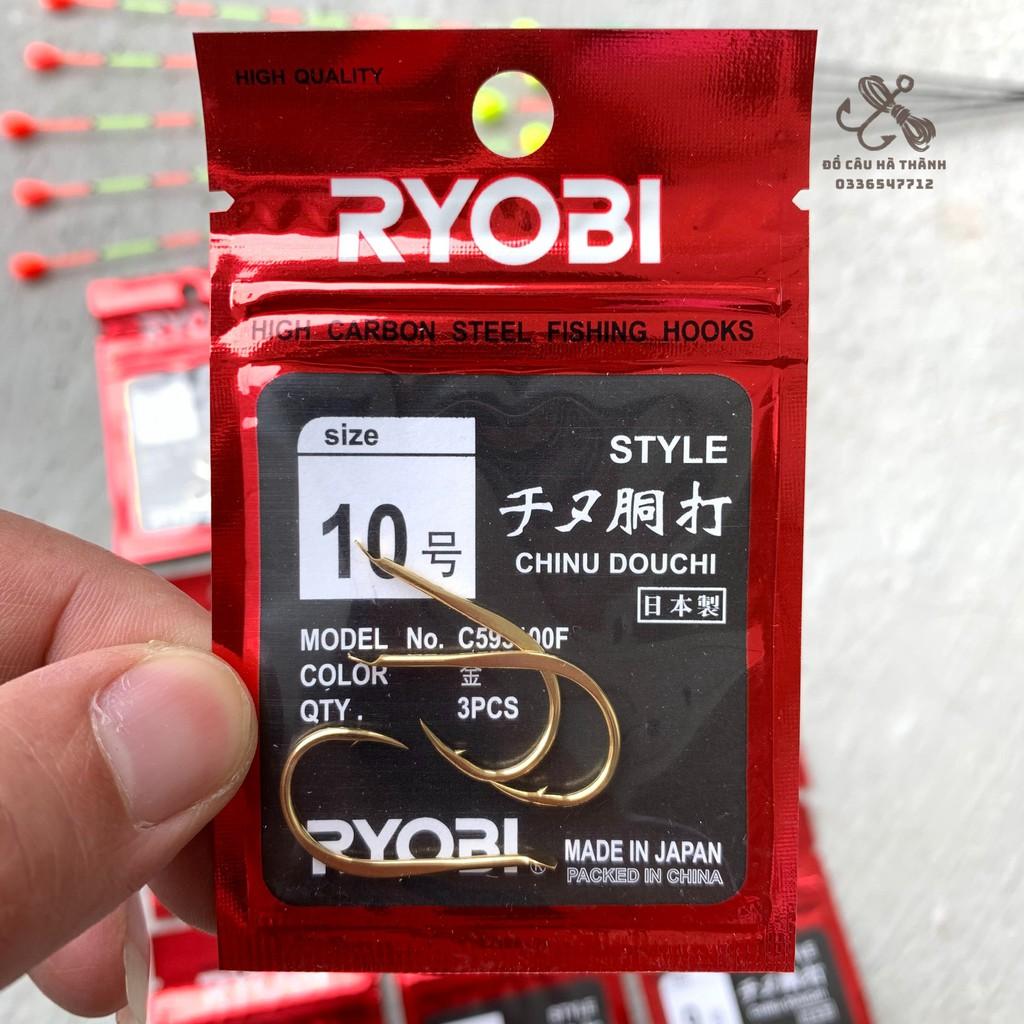 HIGH QUALITY
ĐỒ CÂU HÀ THÀNH
0336547712
RYOBI
HIGH CARBON STEEL FISHING HOOKS
size
10号
STYLE
チヌ胴打
CHINU DOUCHI
日本製
MODEL No.
COLOR 金
QTY. 3PCS
RYOBI®
MADE IN JAPAN
PACKED IN CHINA
STYLE